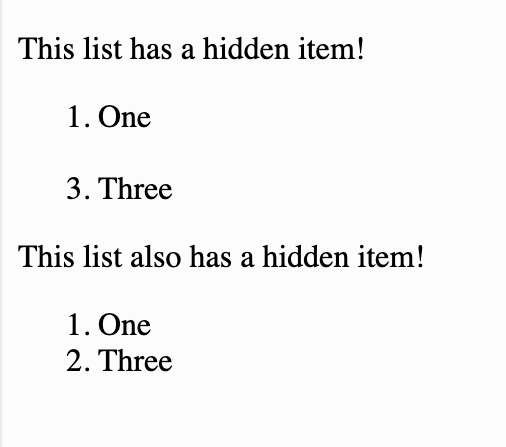 This list has a hidden item!
1. One
3. Three
This list also has a hidden item!
1. One
2. Three